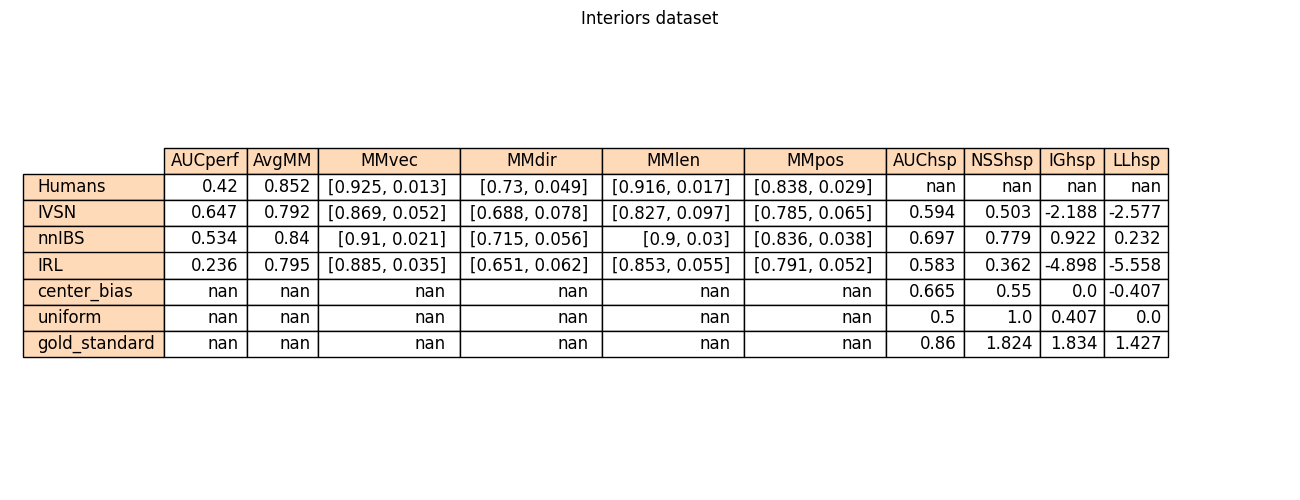 Interiors dataset
AUCperf AvgMM MMvec MMdir MMlen MMpos AUChsp NSShsp IGhsp LLhsp
Humans 0.42 0.852 [0.925, 0.013] [0.73, 0.049] [0.916, 0.017] [0.838, 0.029] nan nan nan nan
IVSN 0.647 0.792 [0.869, 0.052] [0.688, 0.078] [0.827, 0.097] [0.785, 0.065] 0.594 0.503 -2.188 -2.577
nnIBS 0.534 0.84 [0.91, 0.021] [0.715, 0.056] [0.9, 0.03] [0.836, 0.038] 0.697 0.779 0.922 0.232
IRL 0.236 0.795 [0.885, 0.035] [0.651, 0.062] [0.853, 0.055] [0.791, 0.052] 0.583 0.362 -4.898 -5.558
center_bias nan nan nan nan nan nan 0.665 0.55 0.0 -0.407
uniform nan nan nan nan nan nan 0.5 1.0 0.407 0.0
gold_standard nan nan nan nan nan nan 0.86 1.824 1.834 1.427